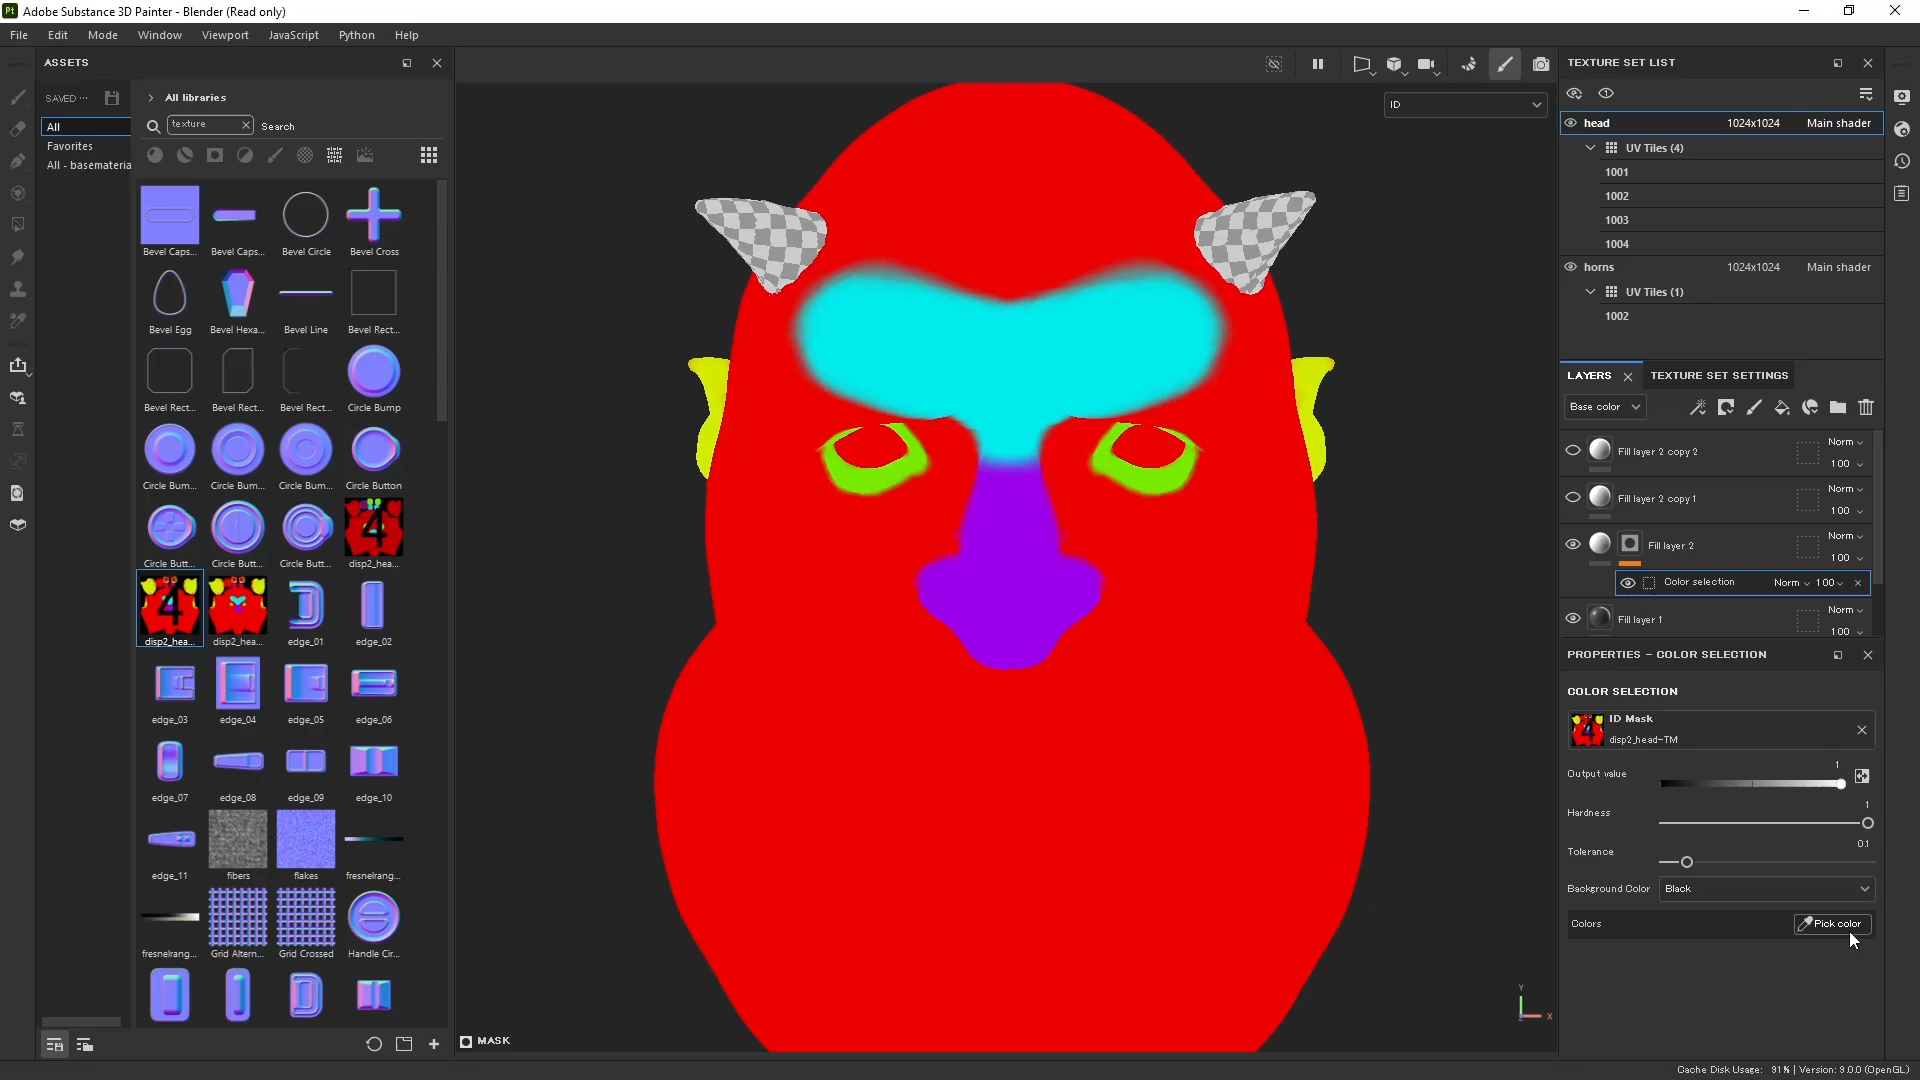 Pt Adobe Substance 3D Painter - Blender (Read only)
File Edit Mode Window Viewport JavaScript Python Help
ASSETS
SAVED ...
All
Favorites
All - basemateria
All libraries
texture
Search
Bevel Caps... Bevel Caps... Bevel Circle Bevel Cross
Bevel Egg Bevel Hexa... Bevel Line Bevel Rect...
Bevel Rect... Bevel Rect... Bevel Rect... Circle Bump
Circle Bum... Circle Bum... Circle Bum... Circle Button
Circle Butt... Circle Butt... Circle Butt... disp2_hea...
disp2_hea... disp2_hea... edge_01 edge_02
edge_03 edge_04 edge_05 edge_06
edge_07 edge_08 edge_09 edge_10
edge_11 fibers flakes fresnelrang...
fresnelrang... Grid Altern... Grid Crossed Handle Cir...
ID
MASK
Y
X
TEXTURE SET LIST
head 1024x1024 Main shader
UV Tiles (4)
1001
1002
1003
1004
horns 1024x1024 Main shader
UV Tiles (1)
1002
LAYERS
TEXTURE SET SETTINGS
Base color
Fill layer 2 copy 2 Norm
100
Fill layer 2 copy 1 Norm
100
Fill layer 2 Norm
100
Color selection Norm 100
Fill layer 1 Norm
100
PROPERTIES - COLOR SELECTION
COLOR SELECTION
ID Mask
disp2_head-TM
Output value 1
Hardness 1
Tolerance 0.1
Background Color Black
Colors Pick color
Cache Disk Usage: 91% | Version: 9.0.0 (OpenGL)